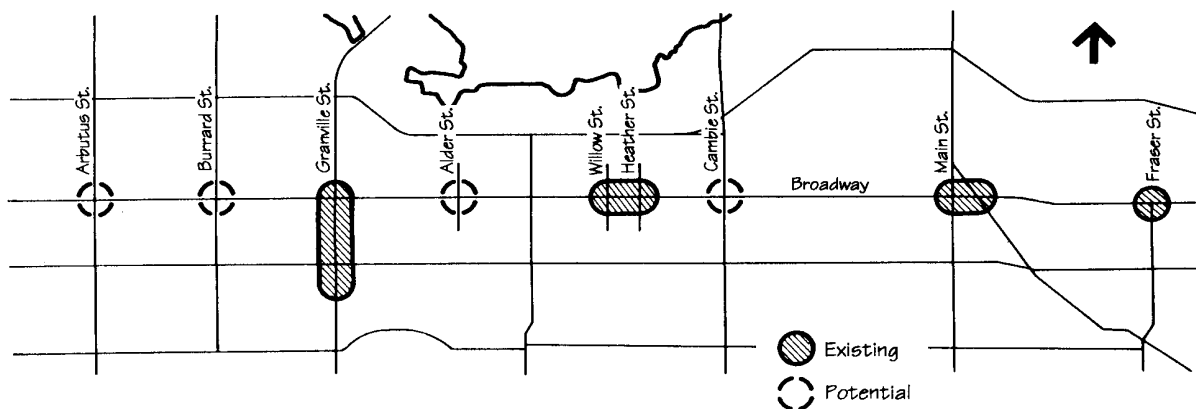 Arbutus St.
Burrard St.
Granville St.
Alder St.
Willow St.
Heather St.
Cambie St.
Broadway
Main St.
Fraser St.
Existing
Potential